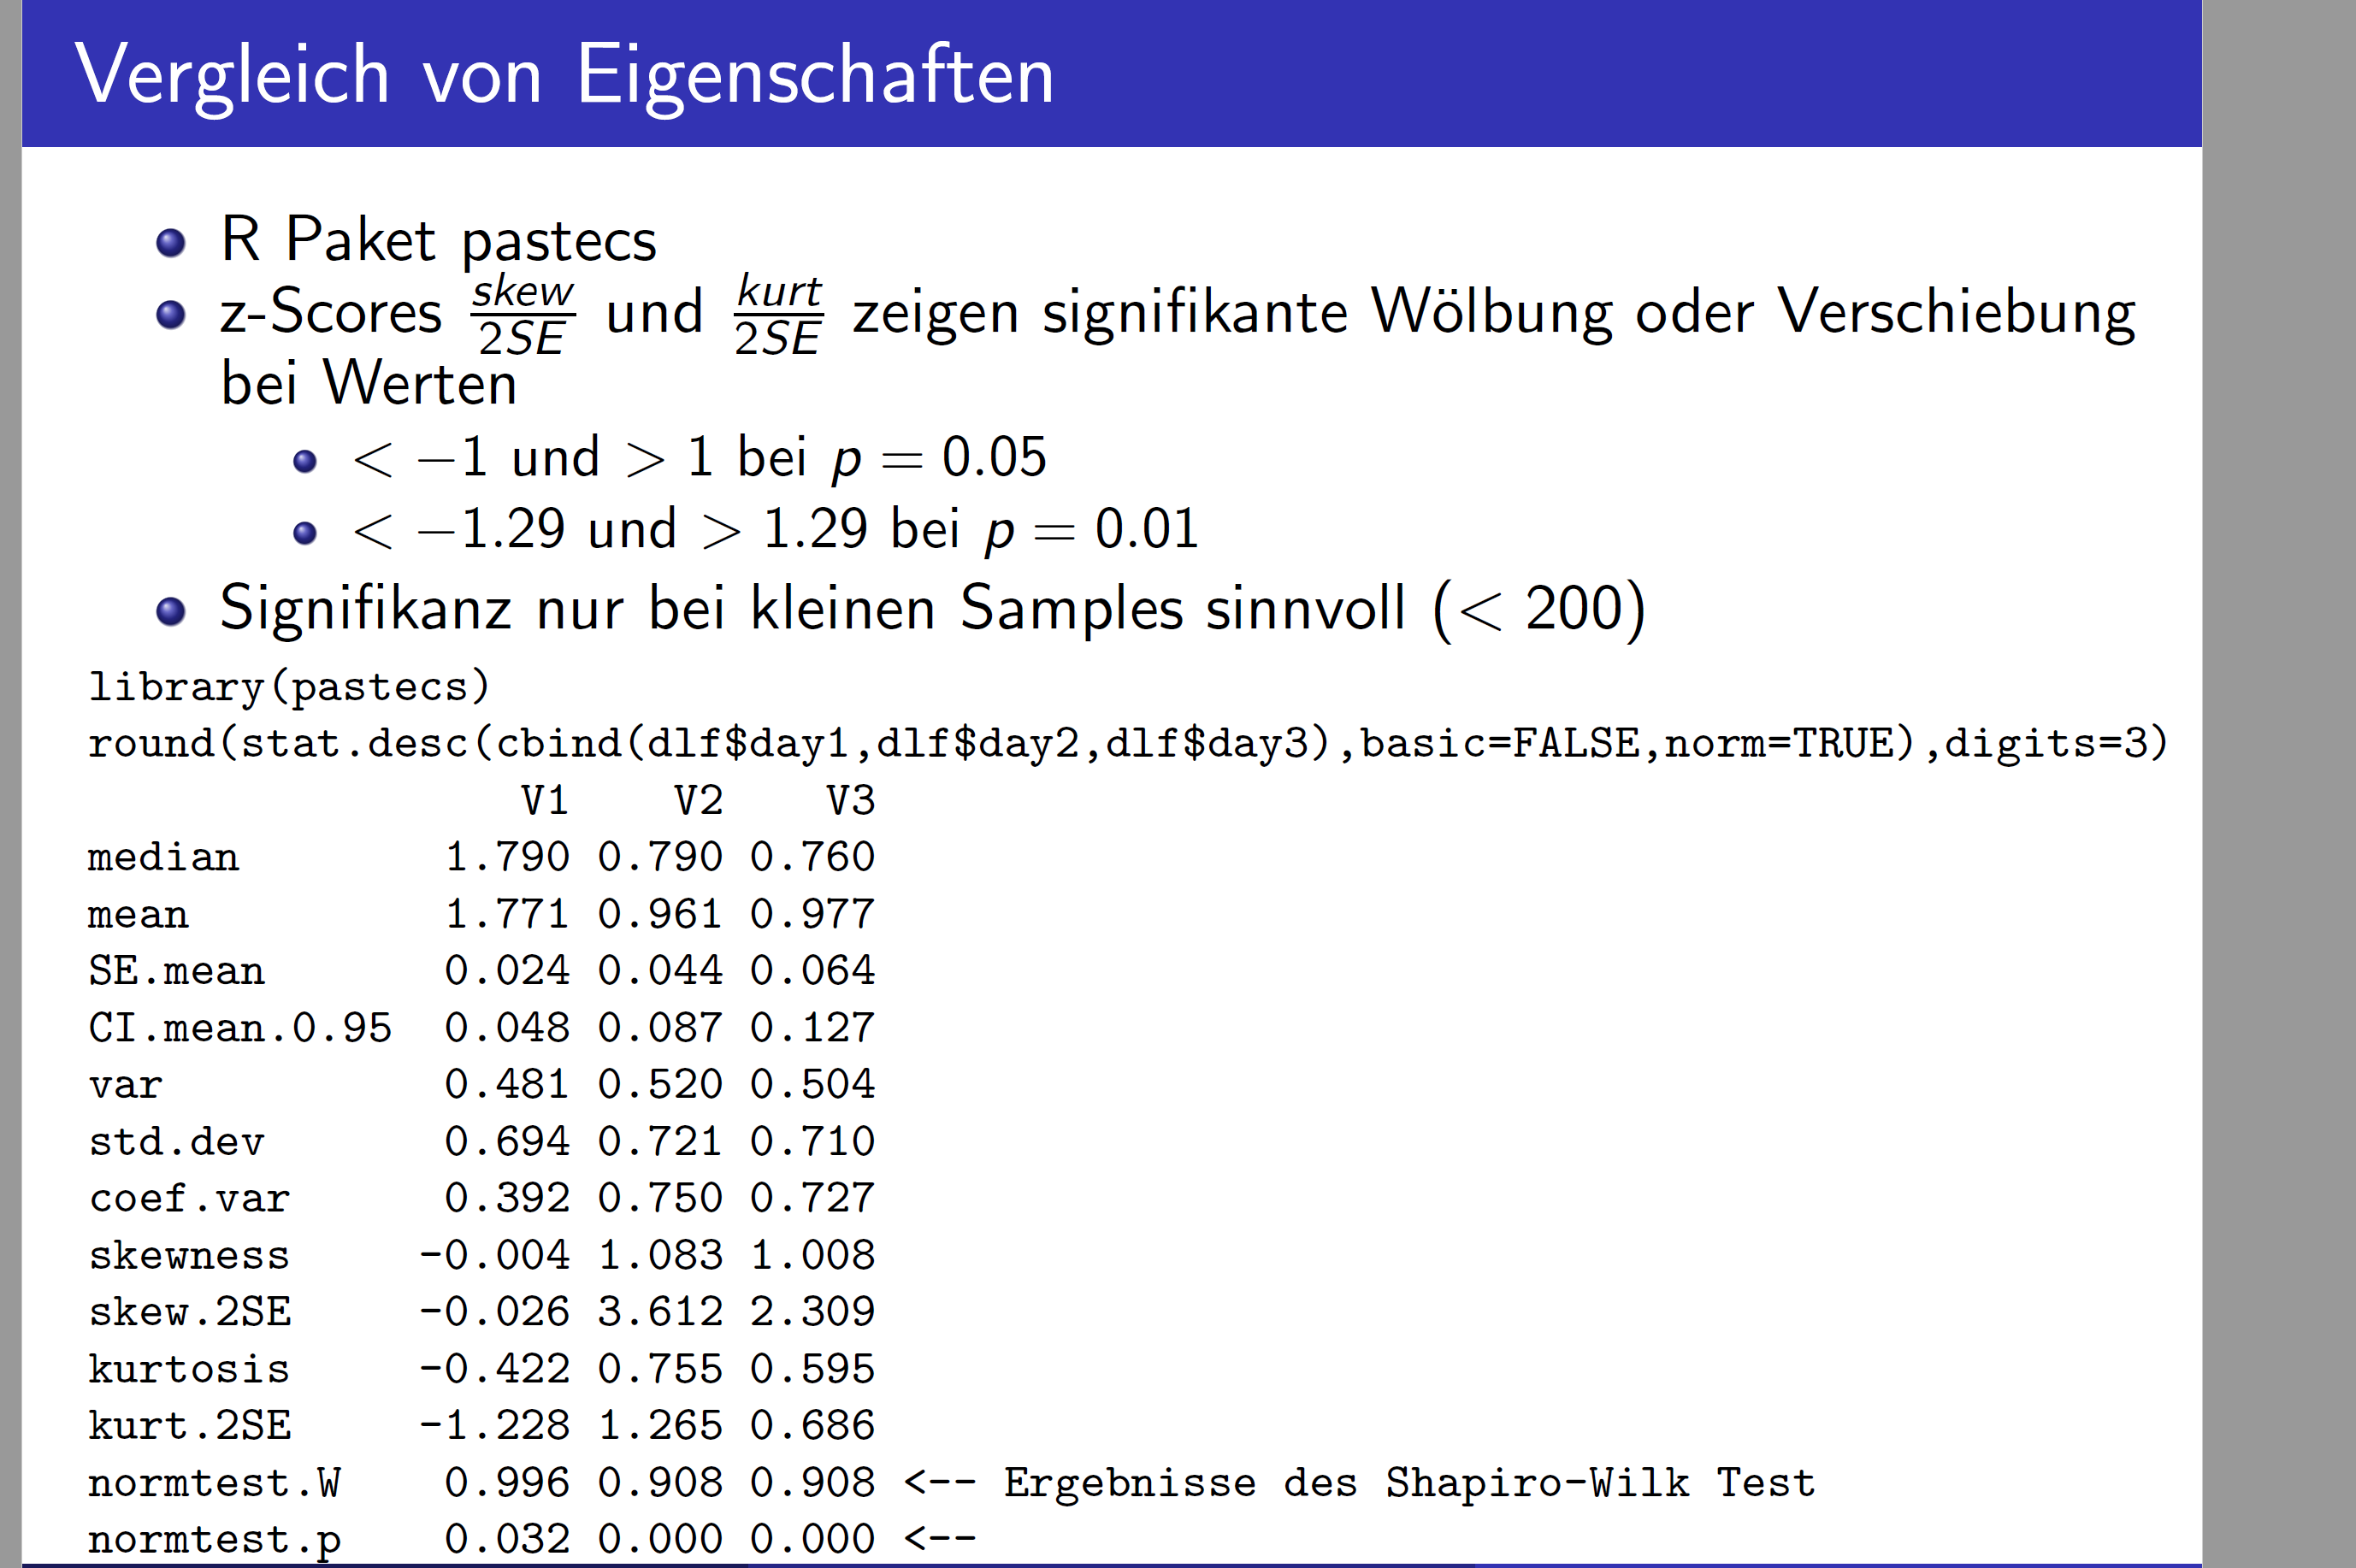 Vergleich von Eigenschaften
R Paket pastecs
z-Scores skew/2SE und kurt/2SE zeigen signifikante Wölbung oder Verschiebung
bei Werten
< −1 und > 1 bei p = 0.05
< −1.29 und > 1.29 bei p = 0.01
Signifikanz nur bei kleinen Samples sinnvoll (< 200)
library(pastecs)
round(stat.desc(cbind(dlf$day1,dlf$day2,dlf$day3),basic=FALSE,norm=TRUE),digits=3)
V1 V2 V3
median 1.790 0.790 0.760
mean 1.771 0.961 0.977
SE.mean 0.024 0.044 0.064
CI.mean.0.95 0.048 0.087 0.127
var 0.481 0.520 0.504
std.dev 0.694 0.721 0.710
coef.var 0.392 0.750 0.727
skewness -0.004 1.083 1.008
skew.2SE -0.026 3.612 2.309
kurtosis -0.422 0.755 0.595
kurt.2SE -1.228 1.265 0.686
normtest.W 0.996 0.908 0.908 <-- Ergebnisse des Shapiro-Wilk Test
normtest.p 0.032 0.000 0.000 <--